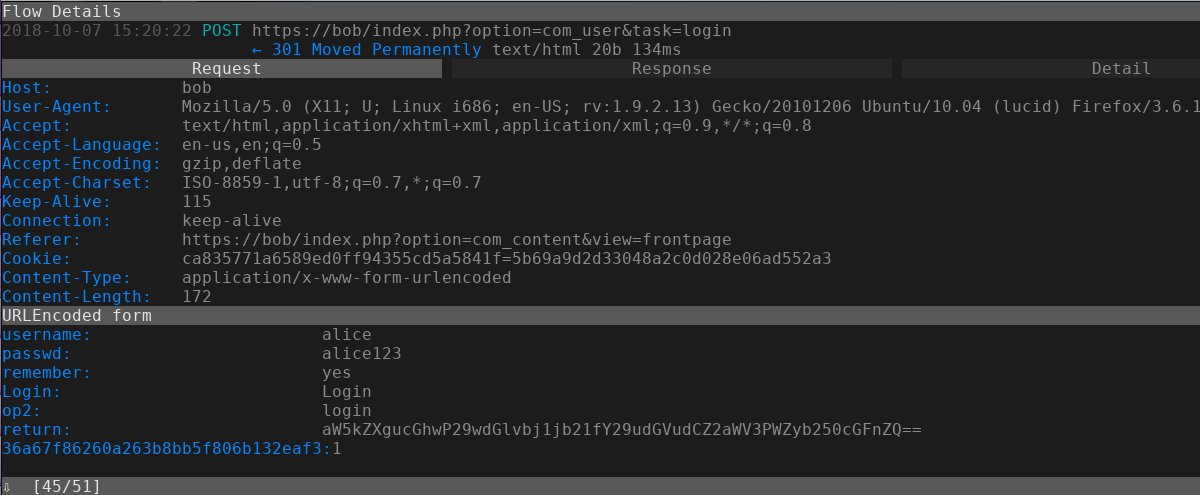 Flow Details
2018-10-07 15:20:22 POST https://bob/index.php?option=com_user&task=login
← 301 Moved Permanently text/html 20b 134ms
Request Response Detail
Host: bob
User-Agent: Mozilla/5.0 (X11; U; Linux i686; en-US; rv:1.9.2.13) Gecko/20101206 Ubuntu/10.04 (lucid) Firefox/3.6.1
Accept: text/html,application/xhtml+xml,application/xml;q=0.9,*/*;q=0.8
Accept-Language: en-us,en;q=0.5
Accept-Encoding: gzip,deflate
Accept-Charset: ISO-8859-1,utf-8;q=0.7,*;q=0.7
Keep-Alive: 115
Connection: keep-alive
Referer: https://bob/index.php?option=com_content&view=frontpage
Cookie: ca835771a6589ed0ff94355cd5a5841f=5b69a9d2d33048a2c0d028e06ad552a3
Content-Type: application/x-www-form-urlencoded
Content-Length: 172
URLEncoded form
username: alice
passwd: alice123
remember: yes
Login: Login
op2: login
return: aW5kZXgucGhwP29wdGlvbj1jb21fY29udGVudCZ2aWV3PWZyb250cGFnZQ==
36a67f86260a263b8bb5f806b132eaf3:1
⇩ [45/51]